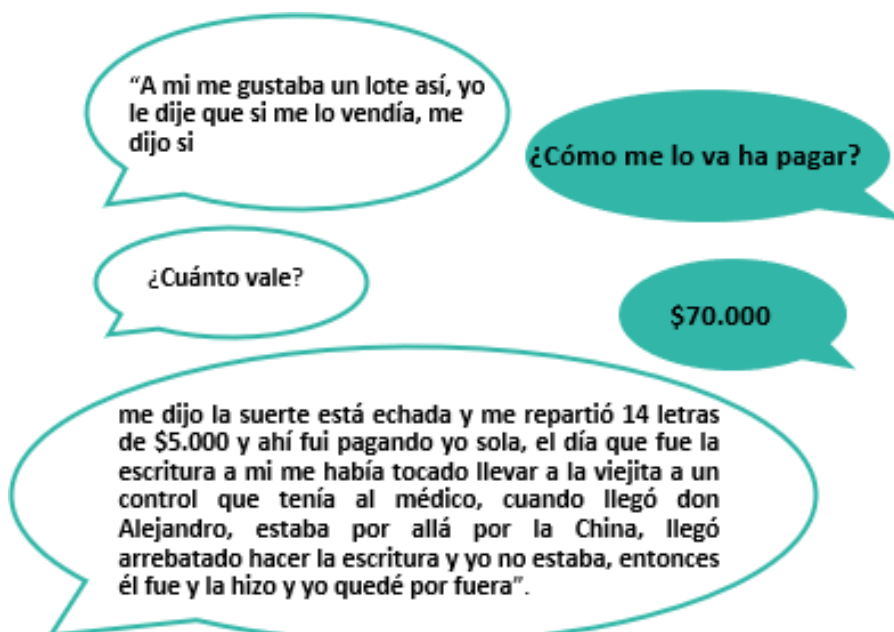 “A mi me gustaba un lote así, yo
le dije que si me lo vendía, me
dijo si
¿Cómo me lo va ha pagar?
¿Cuánto vale?
$70.000
me dijo la suerte está echada y me repartió 14 letras
de $5.000 y ahí fui pagando yo sola, el día que fue la
escritura a mi me había tocado llevar a la viejita a un
control que tenía al médico, cuando llegó don
Alejandro, estaba por allá por la China, llegó
arrebatado hacer la escritura y yo no estaba, entonces
él fue y la hizo y yo quedé por fuera”.